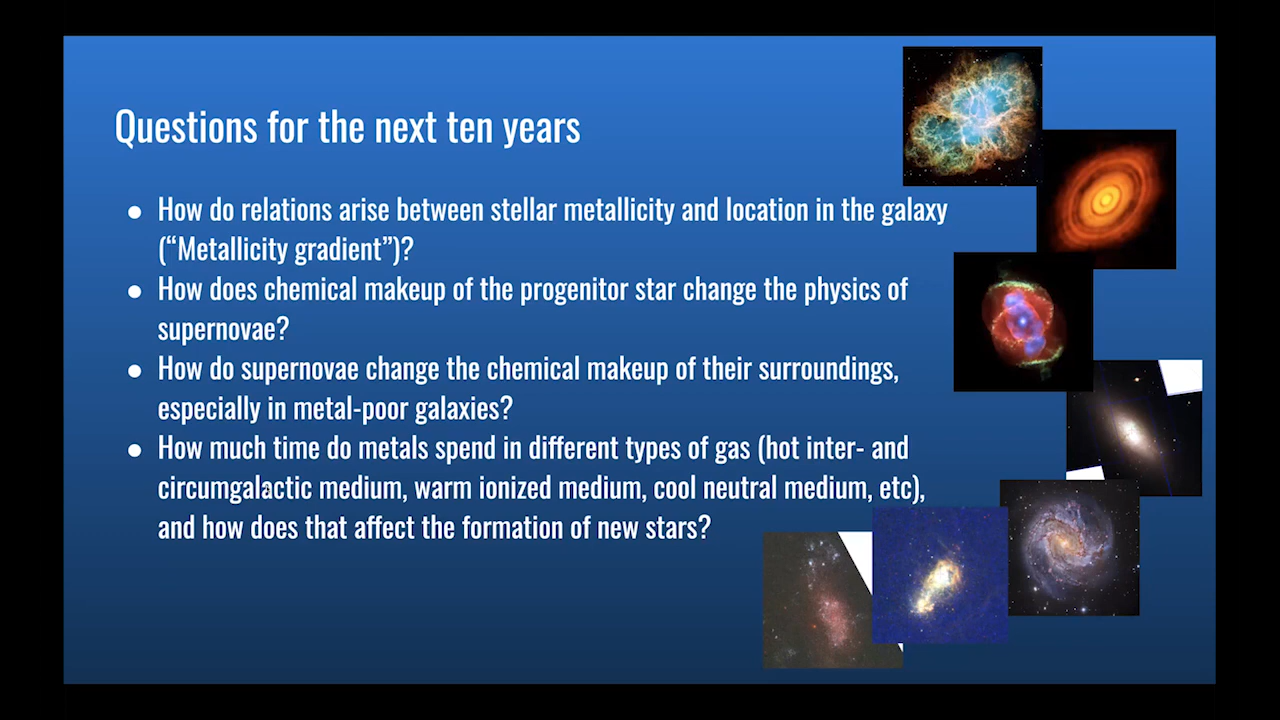 Questions for the next ten years
● How do relations arise between stellar metallicity and location in the galaxy
(“Metallicity gradient”)?
● How does chemical makeup of the progenitor star change the physics of
supernovae?
● How do supernovae change the chemical makeup of their surroundings,
especially in metal-poor galaxies?
● How much time do metals spend in different types of gas (hot inter- and
circumgalactic medium, warm ionized medium, cool neutral medium, etc),
and how does that affect the formation of new stars?